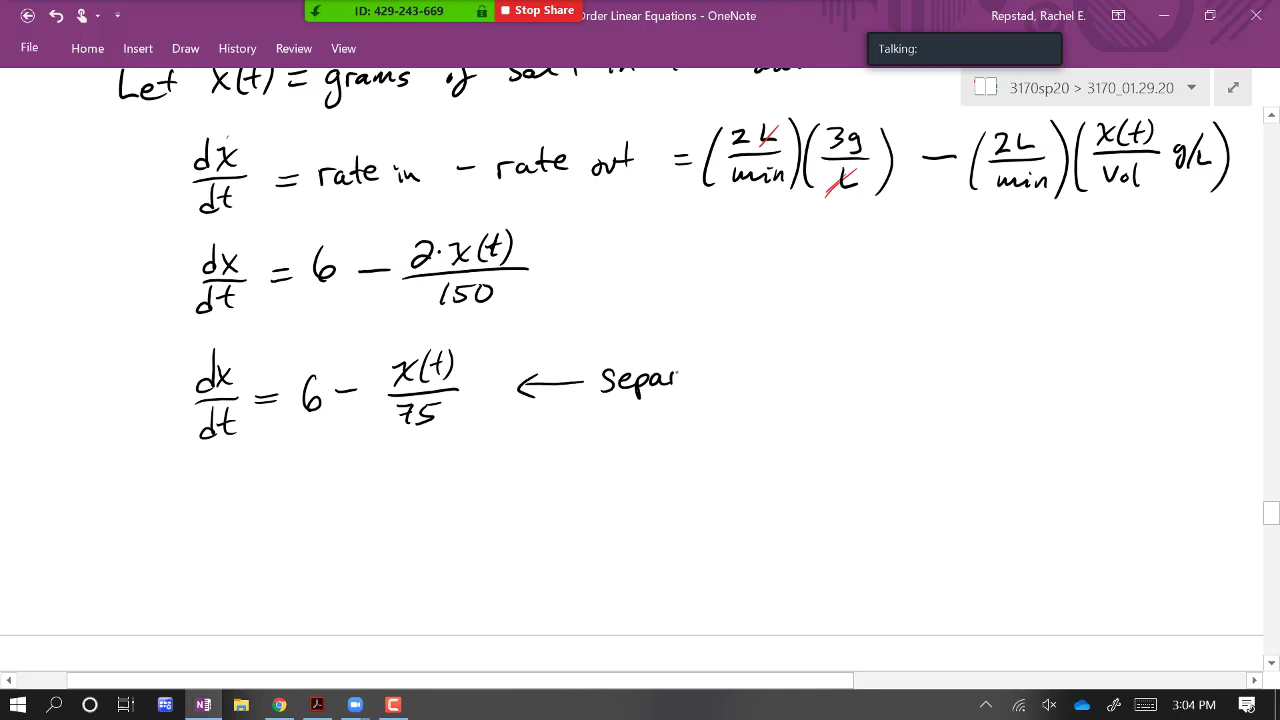 ID: 429-243-669
Stop Share
Order Linear Equations - OneNote
Repstad, Rachel E.
File Home Insert Draw History Review View
Talking:
Let x(t) = grams of salt in
3170sp20 > 3170_01.29.20
dx/dt = rate in - rate out = (2L/min)(3g/L) - (2L/min)(x(t)/Vol g/L)
dx/dt = 6 - 2·x(t)/150
dx/dt = 6 - x(t)/75 ← separ
3:04 PM